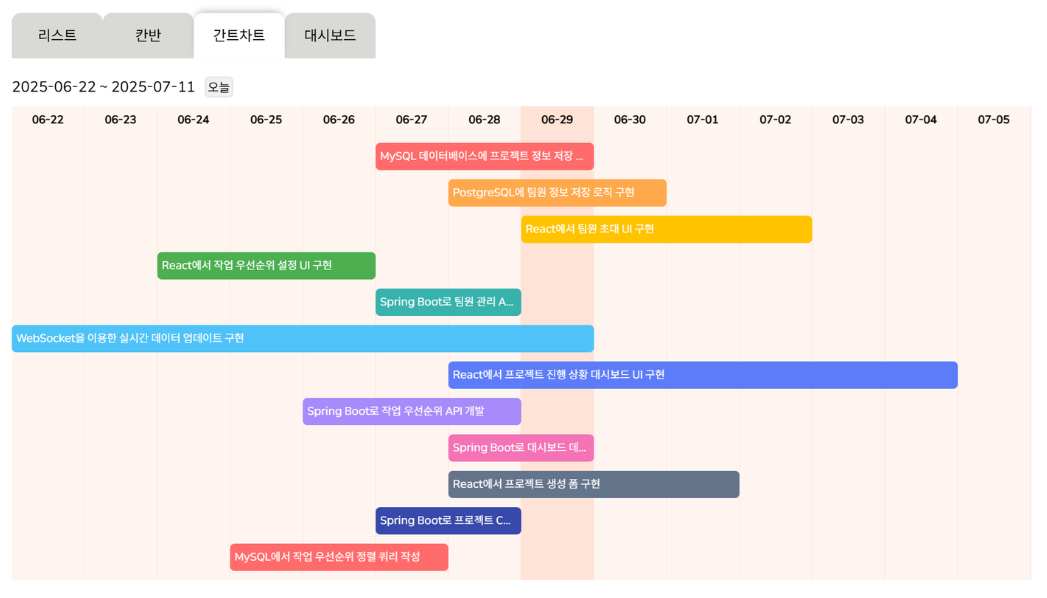 리스트 칸반 간트차트 대시보드
2025-06-22 ~ 2025-07-11 오늘
06-22 06-23 06-24 06-25 06-26 06-27 06-28 06-29 06-30 07-01 07-02 07-03 07-04 07-05
MySQL 데이터베이스에 프로젝트 정보 저장 ...
PostgreSQL에 팀원 정보 저장 로직 구현
React에서 팀원 초대 UI 구현
React에서 작업 우선순위 설정 UI 구현
Spring Boot로 팀원 관리 A...
WebSocket을 이용한 실시간 데이터 업데이트 구현
React에서 프로젝트 진행 상황 대시보드 UI 구현
Spring Boot로 작업 우선순위 API 개발
Spring Boot로 대시보드 데...
React에서 프로젝트 생성 폼 구현
Spring Boot로 프로젝트 C...
MySQL에서 작업 우선순위 정렬 쿼리 작성